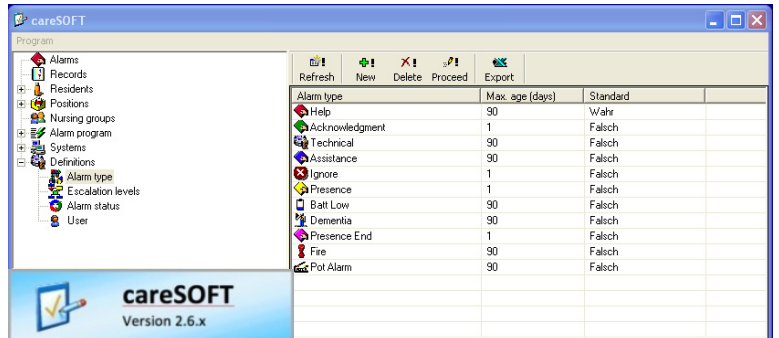 careSOFT
Program
Alarms
Records
Residents
Positions
Nursing groups
Alarm program
Systems
Definitions
Alarm type
Escalation levels
Alarm status
User
Refresh New Delete Proceed Export
Alarm type Max. age (days) Standard
Help 90 Wahr
Acknowledgment 1 Falsch
Technical 90 Falsch
Assistance 90 Falsch
Ignore 1 Falsch
Presence 1 Falsch
Batt Low 90 Falsch
Dementia 90 Falsch
Presence End 1 Falsch
Fire 90 Falsch
Pot Alarm 90 Falsch
careSOFT
Version 2.6.x